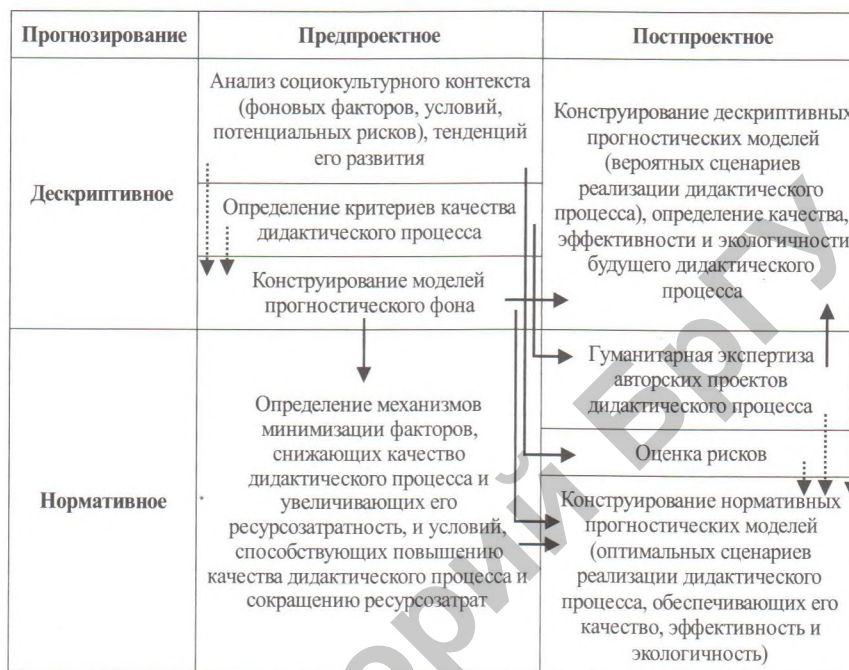 Прогнозирование
Предпроектное
Постпроектное
Дескриптивное
Анализ социокультурного контекста
(фоновых факторов, условий,
потенциальных рисков), тенденций
его развития
Определение критериев качества
дидактического процесса
Конструирование моделей
прогностического фона
Конструирование дескриптивных
прогностических моделей
(вероятных сценариев
реализации дидактического
процесса), определение качества,
эффективности и экологичности
будущего дидактического
процесса
Нормативное
Определение механизмов
минимизации факторов,
снижающих качество
дидактического процесса и
увеличивающих его
ресурсозатратность, и условий,
способствующих повышению
качества дидактического процесса и
сокращению ресурсозатрат
Гуманитарная экспертиза
авторских проектов
дидактического процесса
Оценка рисков
Конструирование нормативных
прогностических моделей
(оптимальных сценариев
реализации дидактического
процесса, обеспечивающих его
качество, эффективность и
экологичность)
БрГУ